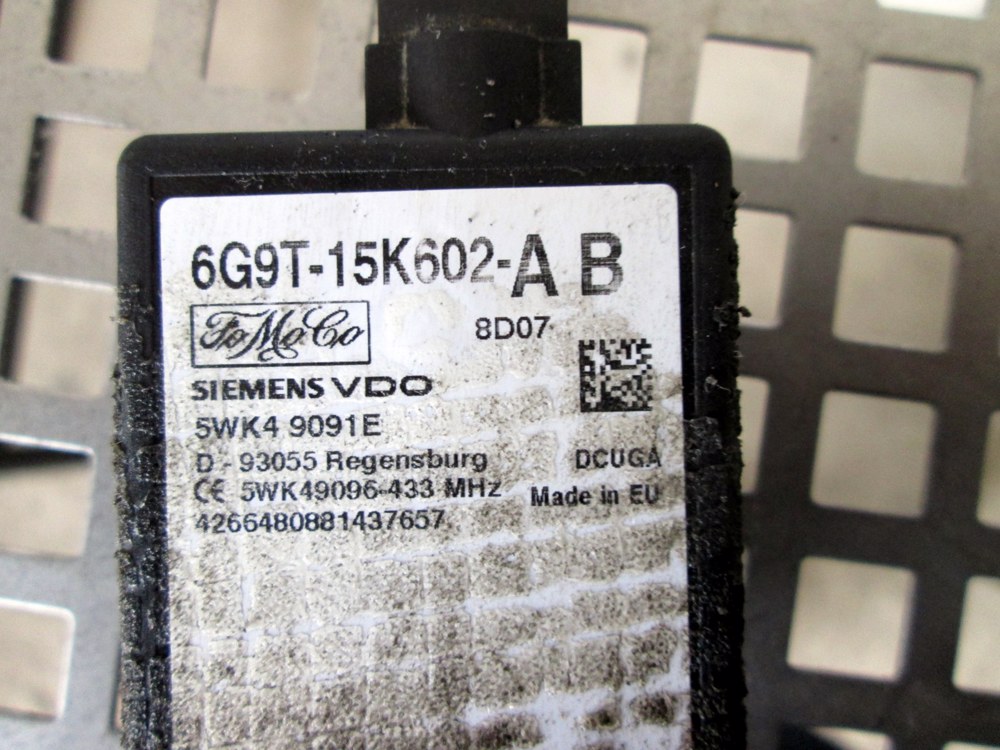 6G9T-15K602-A B
FoMoCo
8D07
SIEMENS VDO
5WK4 9091E
D - 93055 Regensburg
DCUGA
CE 5WK49096-433 MHz
Made in EU
4266480881437657